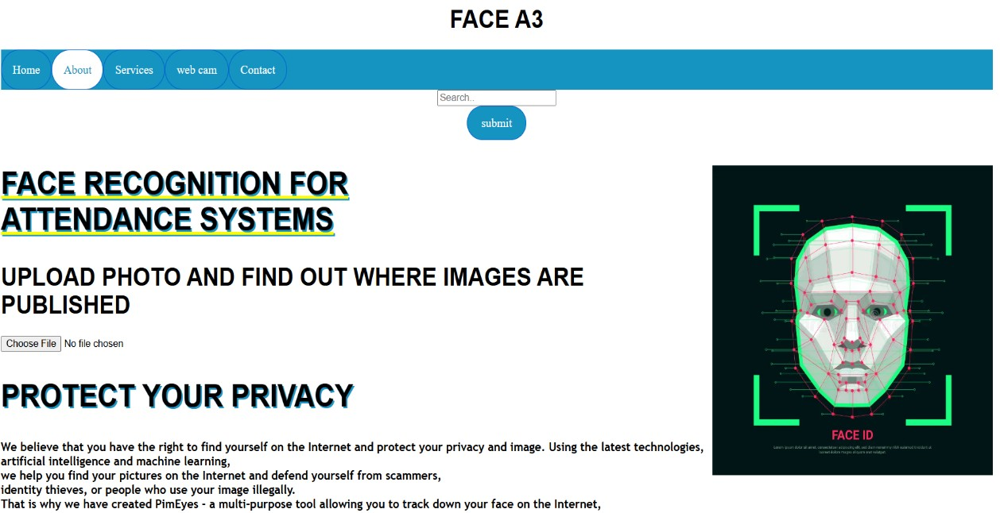 FACE A3
Home About Services web cam Contact
Search..
submit
FACE RECOGNITION FOR
ATTENDANCE SYSTEMS
UPLOAD PHOTO AND FIND OUT WHERE IMAGES ARE
PUBLISHED
Choose File No file chosen
PROTECT YOUR PRIVACY
We believe that you have the right to find yourself on the Internet and protect your privacy and image. Using the latest technologies,
artificial intelligence and machine learning,
we help you find your pictures on the Internet and defend yourself from scammers,
identity thieves, or people who use your image illegally.
That is why we have created PimEyes - a multi-purpose tool allowing you to track down your face on the Internet,
FACE ID